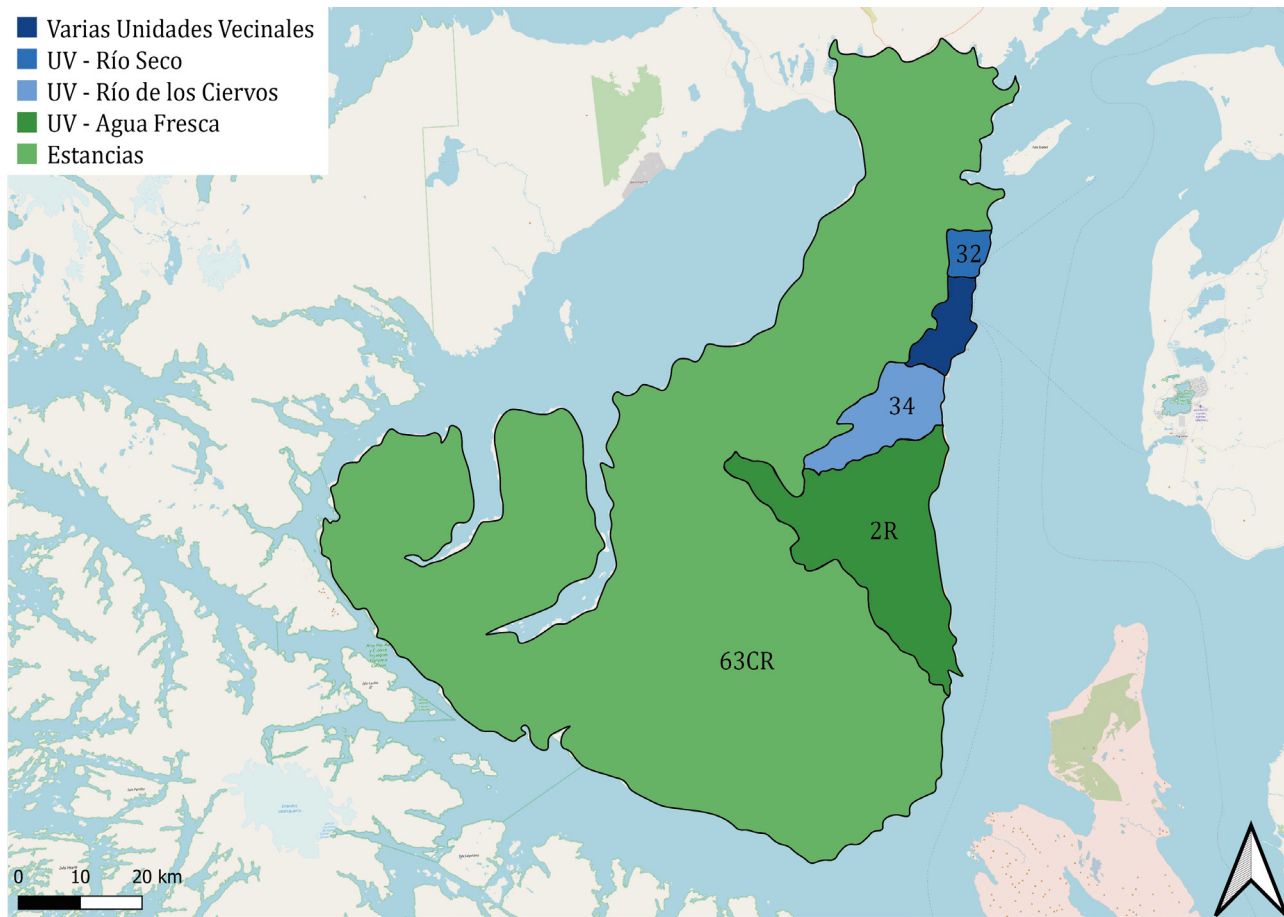 Varias Unidades Vecinales
UV - Río Seco
UV - Río de los Ciervos
UV - Agua Fresca
Estancias
32
34
2R
63CR
0 10 20 km